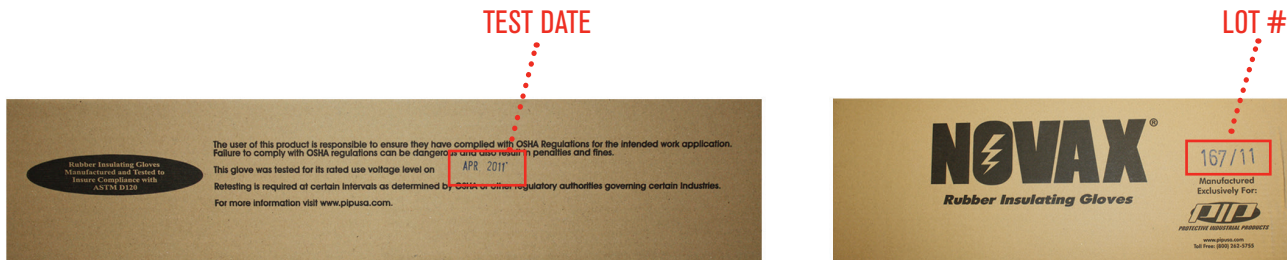 TEST DATE
LOT #
Rubber Insulating Gloves
Manufactured and Tested to
Insure Compliance with
ASTM D120
The user of this product is responsible to ensure they have complied with OSHA Regulations for the intended work application.
Failure to comply with OSHA regulations can be dangerous and also result in penalties and fines.
This glove was tested for its rated use voltage level on APR 2011
Retesting is required at certain intervals as determined by OSHA or other regulatory authorities governing certain industries.
For more information visit www.pipusa.com.
NOVAX®
Rubber Insulating Gloves
167/11
Manufactured
Exclusively For:
PIP
PROTECTIVE INDUSTRIAL PRODUCTS
www.pipusa.com
Toll Free: (800) 262-5755